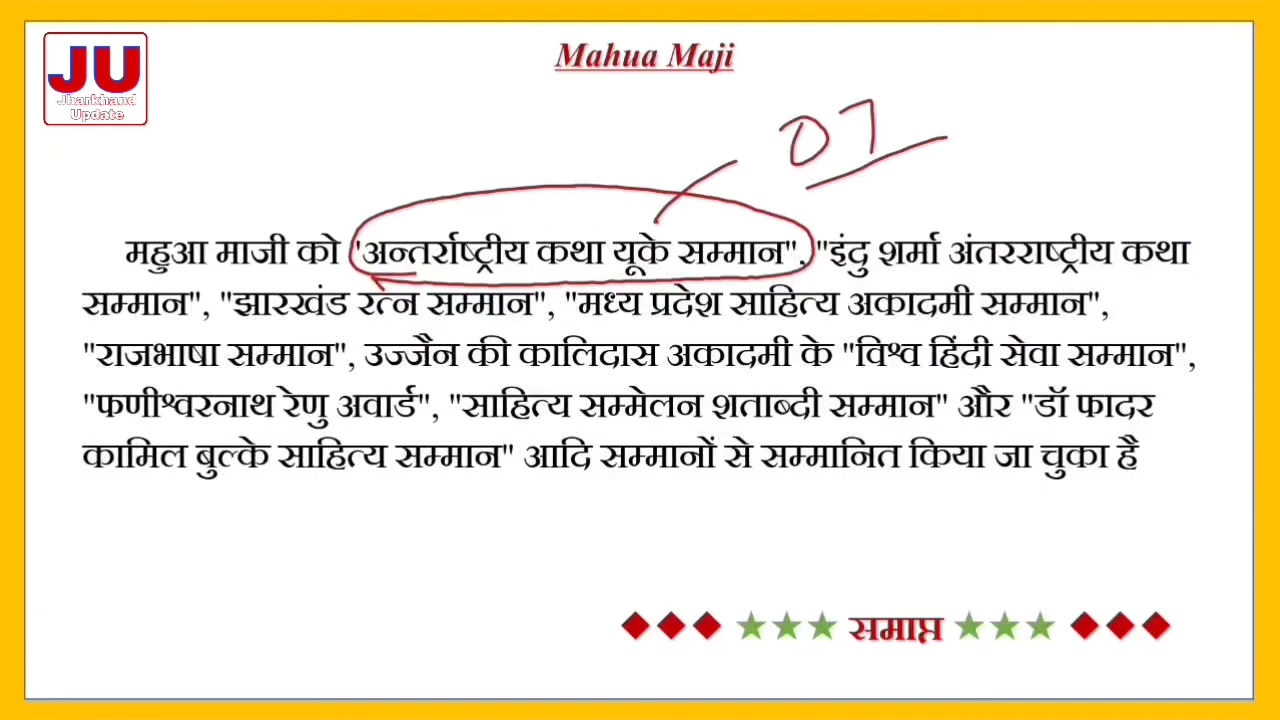 JU
Jharkhand
Update
Mahua Maji
07
महुआ माजी को "अन्तर्राष्ट्रीय कथा यूके सम्मान", "इंदु शर्मा अंतरराष्ट्रीय कथा
सम्मान", "झारखंड रत्न सम्मान", "मध्य प्रदेश साहित्य अकादमी सम्मान",
"राजभाषा सम्मान", उज्जैन की कालिदास अकादमी के "विश्व हिंदी सेवा सम्मान",
"फणीश्वरनाथ रेणु अवार्ड", "साहित्य सम्मेलन शताब्दी सम्मान" और "डॉ फादर
कामिल बुल्के साहित्य सम्मान" आदि सम्मानों से सम्मानित किया जा चुका है
समाप्त